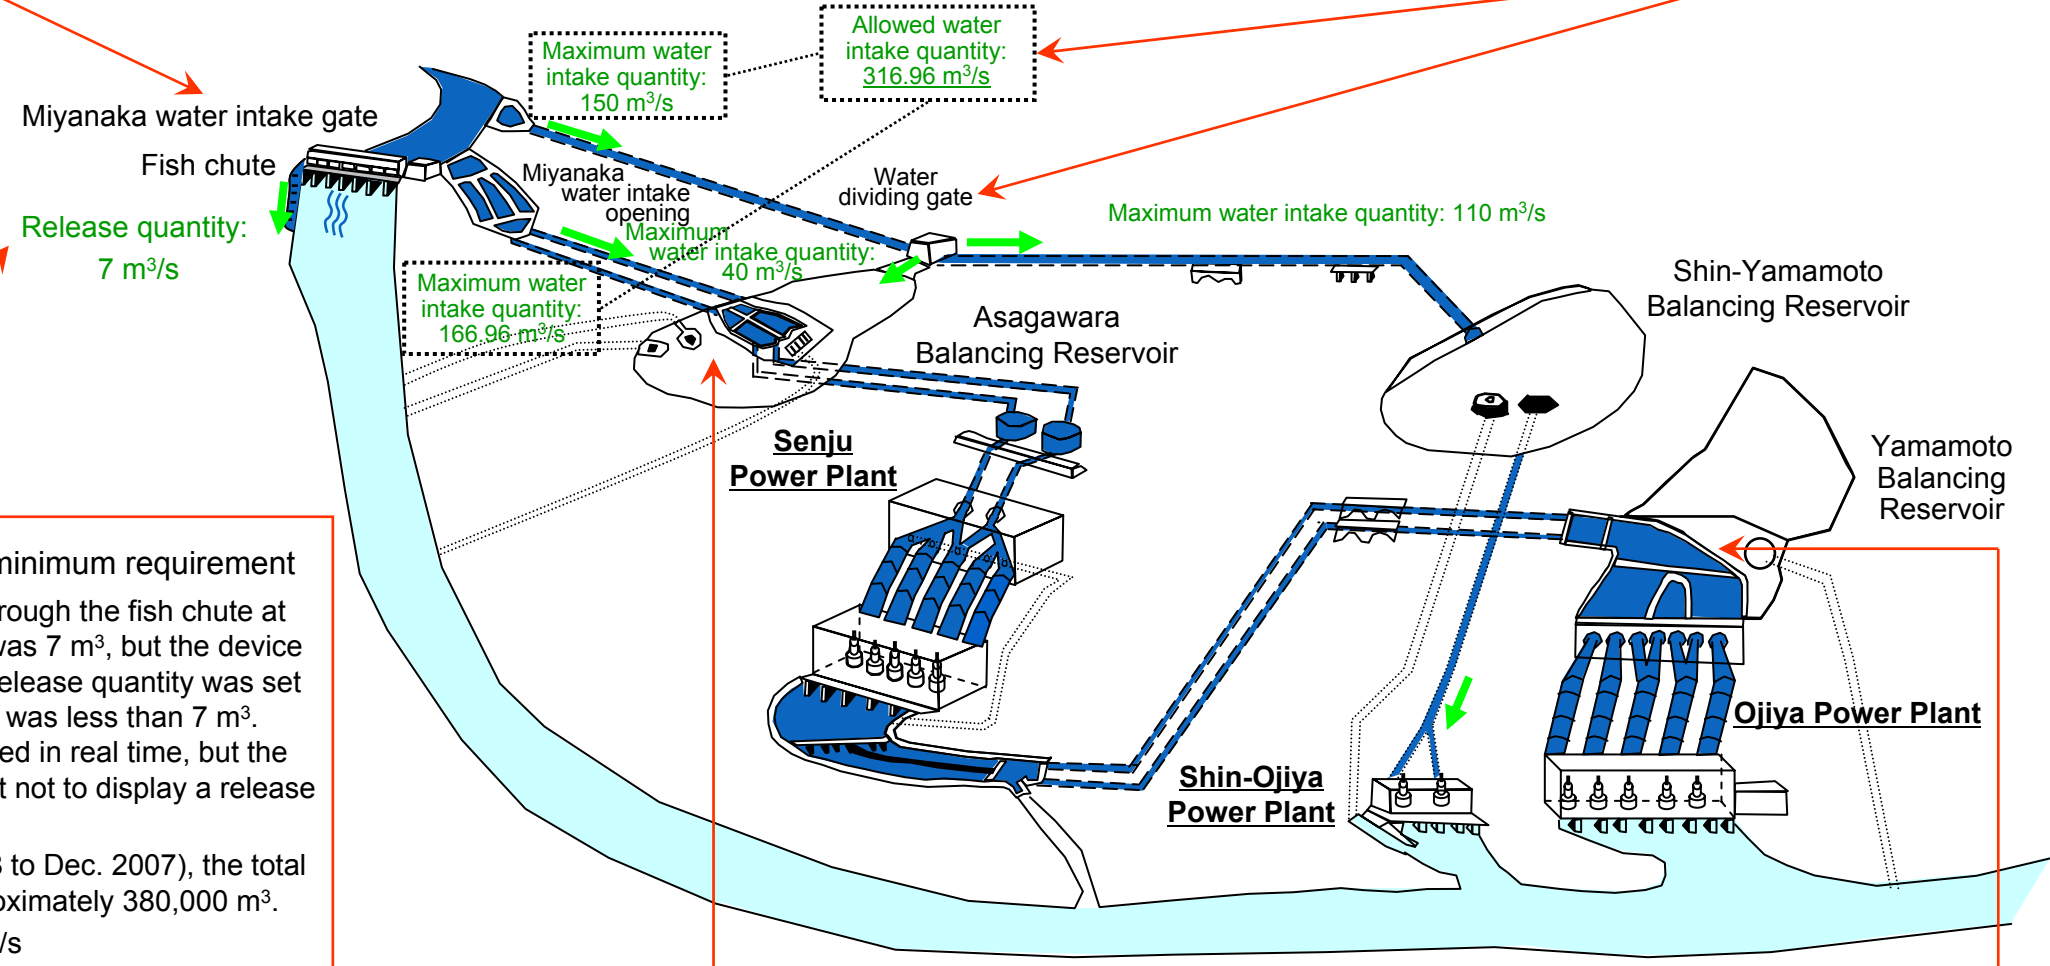 Maximum water
intake quantity:
150 m³/s
Allowed water
intake quantity:
316.96 m³/s
Miyanaka water intake gate
Fish chute
Release quantity:
7 m³/s
Miyanaka
water intake
opening
Water
dividing gate
Maximum
water intake quantity:
40 m³/s
Maximum water intake quantity: 110 m³/s
Maximum water
intake quantity:
166.96 m³/s
Asagawara
Balancing Reservoir
Shin-Yamamoto
Balancing Reservoir
Senju
Power Plant
Yamamoto
Balancing
Reservoir
Ojiya Power Plant
Shin-Ojiya
Power Plant
minimum requirement
rough the fish chute at
was 7 m³, but the device
elease quantity was set
was less than 7 m³.
ed in real time, but the
t not to display a release
to Dec. 2007), the total
oximately 380,000 m³.
/s